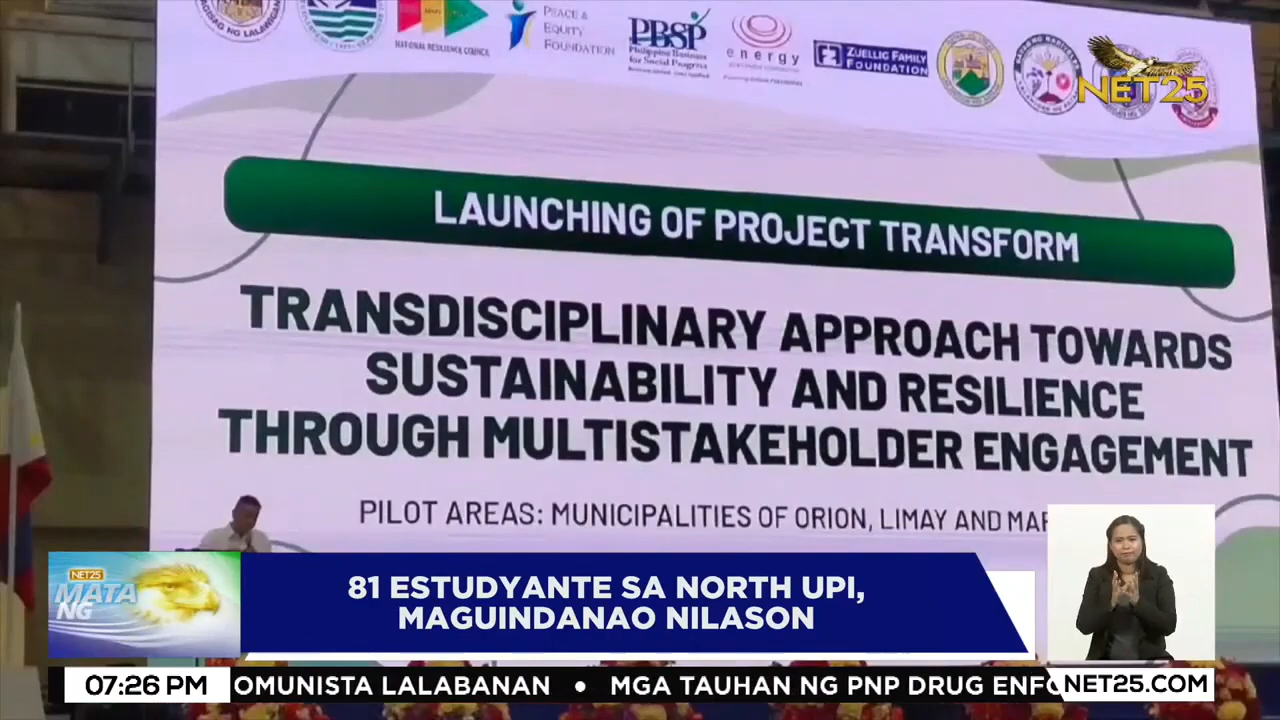 NATIONAL RESILIENCE COUNCIL
PEACE &
EQUITY
FOUNDATION
PBSP
Philippine Business
for Social Progress
energy
ZUELLIG FAMILY
FOUNDATION
NET25
LAUNCHING OF PROJECT TRANSFORM
TRANSDISCIPLINARY APPROACH TOWARDS
SUSTAINABILITY AND RESILIENCE
THROUGH MULTISTAKEHOLDER ENGAGEMENT
PILOT AREAS: MUNICIPALITIES OF ORION, LIMAY AND MAR
NET25
MATA
NG
81 ESTUDYANTE SA NORTH UPI,
MAGUINDANAO NILASON
07:26 PM
OMUNISTA LALABANAN • MGA TAUHAN NG PNP DRUG ENFO
NET25.COM